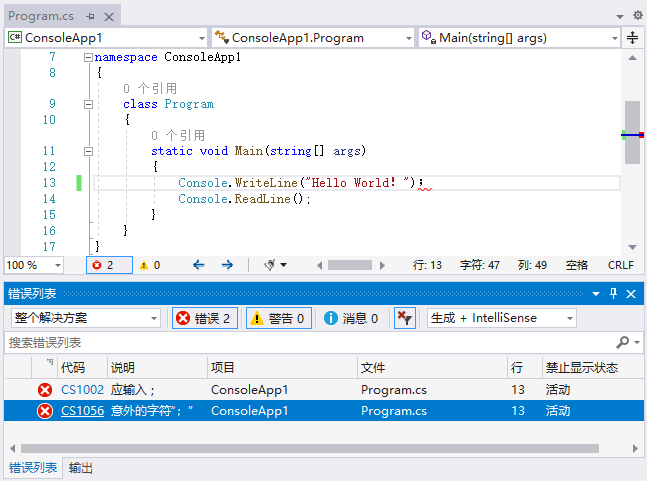 Program.cs
ConsoleApp1 ConsoleApp1.Program Main(string[] args)
7 namespace ConsoleApp1
8 {
0 个引用
9 class Program
10 {
0 个引用
11 static void Main(string[] args)
12 {
13 Console.WriteLine("Hello World！");
14 Console.ReadLine();
15 }
16 }
17 }
100 % 2 0 行: 13 字符: 47 列: 49 空格 CRLF
错误列表
整个解决方案 错误 2 警告 0 消息 0 生成 + IntelliSense
搜索错误列表
代码 说明 项目 文件 行 禁止显示状态
CS1002 应输入 ; ConsoleApp1 Program.cs 13 活动
CS1056 意外的字符“；” ConsoleApp1 Program.cs 13 活动
错误列表 输出